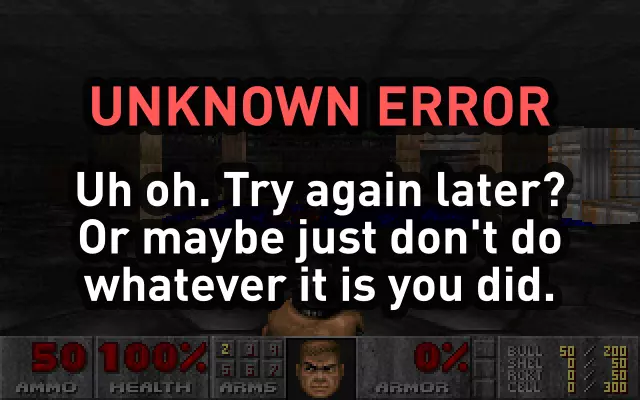 UNKNOWN ERROR
Uh oh. Try again later?
Or maybe just don't do
whatever it is you did.
50 100% 2 3 4 0% BULL 50 / 200
5 6 7 SHEL 0 / 50
RCKT 0 / 50
AMMO HEALTH ARMS ARMOR CELL 0 / 300